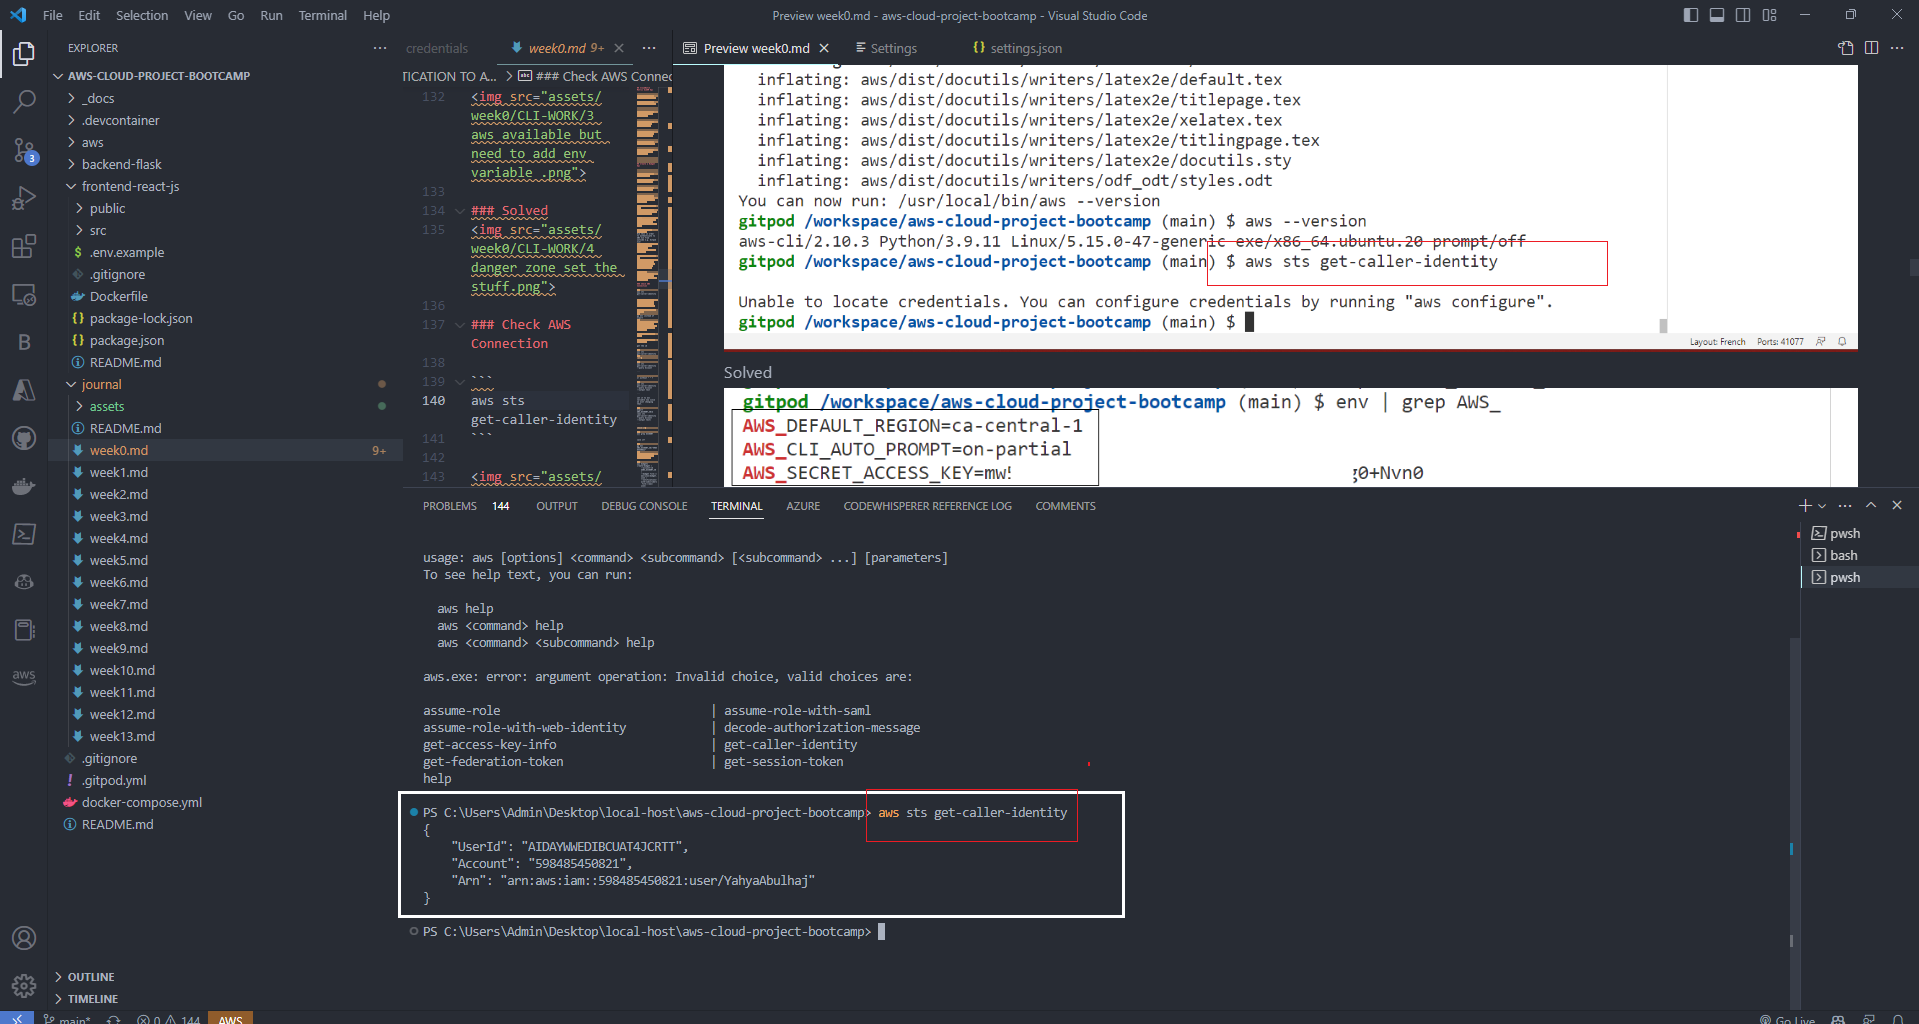 File Edit Selection View Go Run Terminal Help
Preview week0.md - aws-cloud-project-bootcamp - Visual Studio Code
EXPLORER
AWS-CLOUD-PROJECT-BOOTCAMP
_docs
.devcontainer
aws
backend-flask
frontend-react-js
public
src
.env.example
.gitignore
Dockerfile
package-lock.json
package.json
README.md
journal
assets
README.md
week0.md 9+
week1.md
week2.md
week3.md
week4.md
week5.md
week6.md
week7.md
week8.md
week9.md
week10.md
week11.md
week12.md
week13.md
.gitignore
.gitpod.yml
docker-compose.yml
README.md
OUTLINE
TIMELINE
3
B
aws
credentials week0.md 9+
TICATION TO A... > ### Check AWS Connec
132 <img src="assets/
week0/CLI-WORK/3
aws available but
need to add env
variable .png">
133
134 ### Solved
135 <img src="assets/
week0/CLI-WORK/4
danger zone set the
stuff.png">
136
137 ### Check AWS
Connection
138
139 ```
140 aws sts
get-caller-identity
141 ```
142
143 <img src="assets/
Preview week0.md Settings settings.json
inflating: aws/dist/docutils/writers/latex2e/default.tex
inflating: aws/dist/docutils/writers/latex2e/titlepage.tex
inflating: aws/dist/docutils/writers/latex2e/xelatex.tex
inflating: aws/dist/docutils/writers/latex2e/titlingpage.tex
inflating: aws/dist/docutils/writers/latex2e/docutils.sty
inflating: aws/dist/docutils/writers/odf_odt/styles.odt
You can now run: /usr/local/bin/aws --version
gitpod /workspace/aws-cloud-project-bootcamp (main) $ aws --version
aws-cli/2.10.3 Python/3.9.11 Linux/5.15.0-47-generic exe/x86_64.ubuntu.20 prompt/off
gitpod /workspace/aws-cloud-project-bootcamp (main) $ aws sts get-caller-identity
Unable to locate credentials. You can configure credentials by running "aws configure".
gitpod /workspace/aws-cloud-project-bootcamp (main) $
Layout: French Ports: 41077
Solved
gitpod /workspace/aws-cloud-project-bootcamp (main) $ env | grep AWS_
AWS_DEFAULT_REGION=ca-central-1
AWS_CLI_AUTO_PROMPT=on-partial
AWS_SECRET_ACCESS_KEY=mw! g0+Nvn0
PROBLEMS 144 OUTPUT DEBUG CONSOLE TERMINAL AZURE CODEWHISPERER REFERENCE LOG COMMENTS
pwsh
bash
pwsh
usage: aws [options] <command> <subcommand> [<subcommand> ...] [parameters]
To see help text, you can run:
aws help
aws <command> help
aws <command> <subcommand> help
aws.exe: error: argument operation: Invalid choice, valid choices are:
assume-role | assume-role-with-saml
assume-role-with-web-identity | decode-authorization-message
get-access-key-info | get-caller-identity
get-federation-token | get-session-token
help
PS C:\Users\Admin\Desktop\local-host\aws-cloud-project-bootcamp> aws sts get-caller-identity
{
"UserId": "AIDAYWWEDIBCUAT4JCRTT",
"Account": "598485450821",
"Arn": "arn:aws:iam::598485450821:user/YahyaAbulhaj"
}
PS C:\Users\Admin\Desktop\local-host\aws-cloud-project-bootcamp>
main* 0 144 AWS Go Live